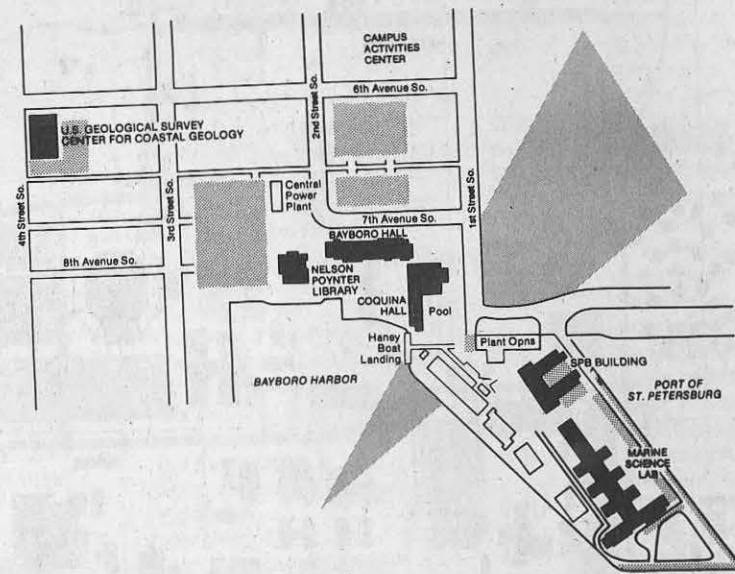 CAMPUS
ACTIVITIES
CENTER
6th Avenue So.
2nd Street So.
U.S. GEOLOGICAL SURVEY
CENTER FOR COASTAL GEOLOGY
Central
Power
Plant
4th Street So.
3rd Street So.
1st Street So.
7th Avenue So.
BAYBORO HALL
8th Avenue So.
NELSON
POYNTER
LIBRARY
COQUINA
HALL
Pool
Haney
Boat
Landing
Plant Opns
SPB BUILDING
BAYBORO HARBOR
PORT OF
ST. PETERSBURG
MARINE
SCIENCE
LAB